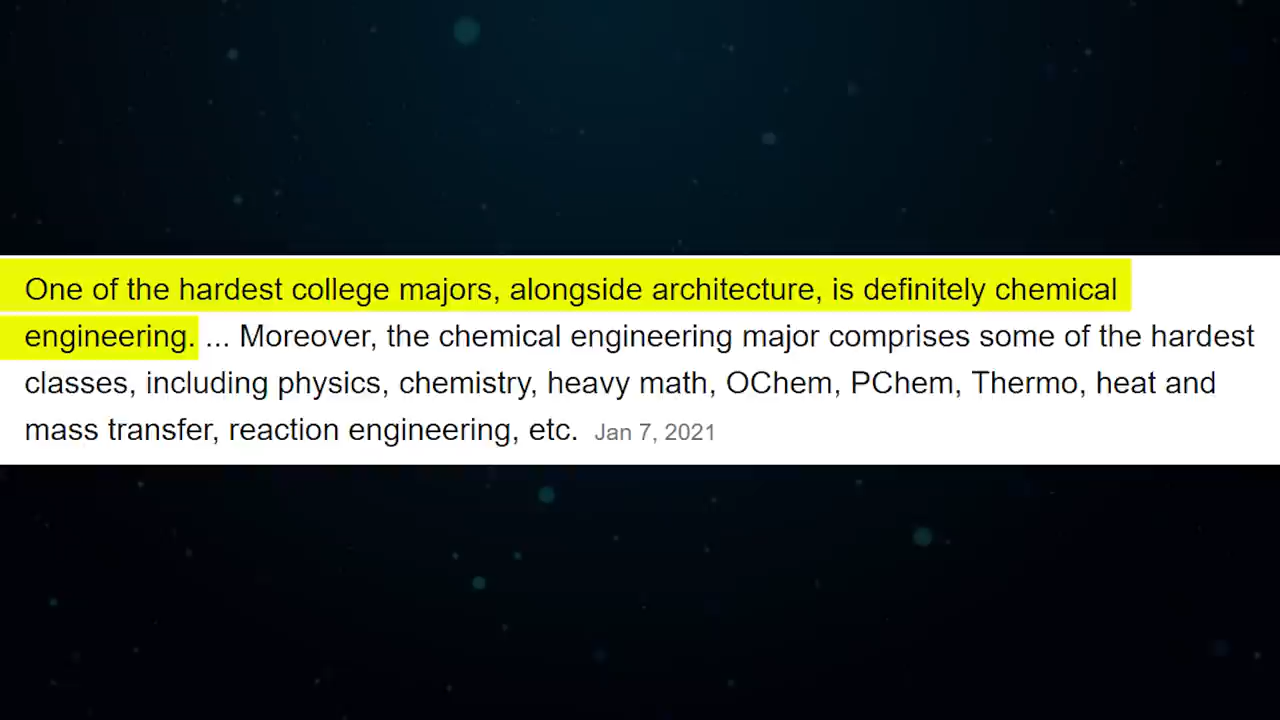 One of the hardest college majors, alongside architecture, is definitely chemical
engineering. ... Moreover, the chemical engineering major comprises some of the hardest
classes, including physics, chemistry, heavy math, OChem, PChem, Thermo, heat and
mass transfer, reaction engineering, etc. Jan 7, 2021